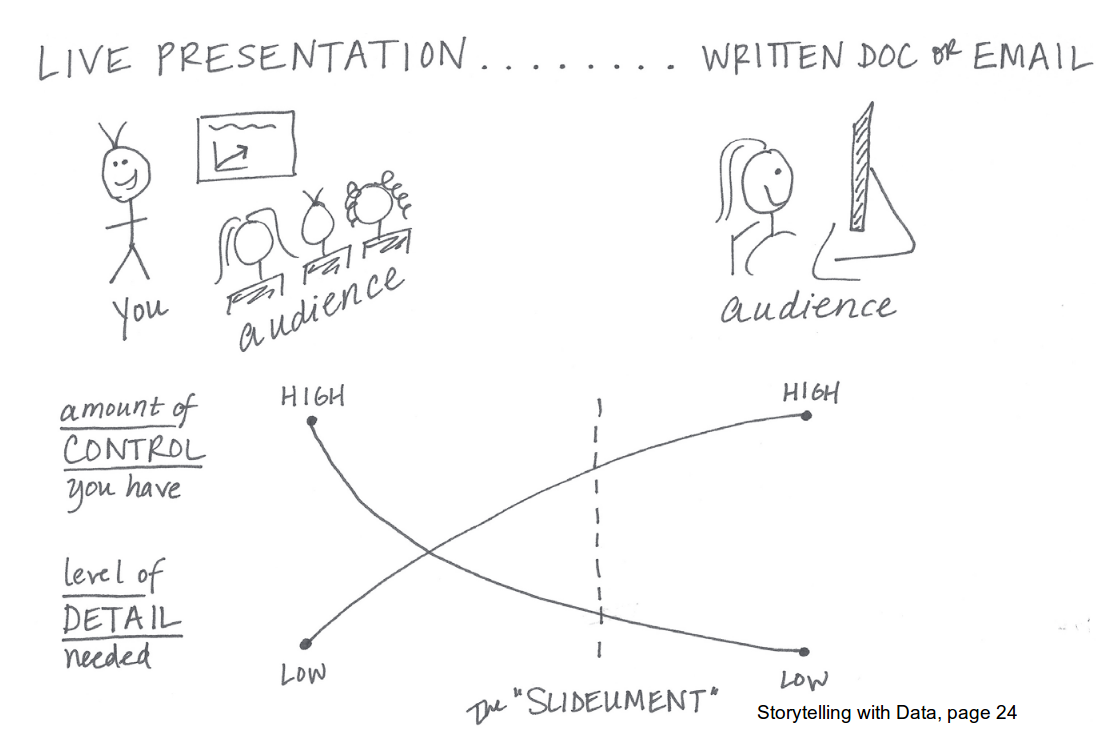 LIVE PRESENTATION......... WRITTEN DOC OR EMAIL
you
audience
audience
amount of
CONTROL
you have
HIGH
HIGH
level of
DETAIL
needed
LOW
LOW
The "SLIDEUMENT"
Storytelling with Data, page 24